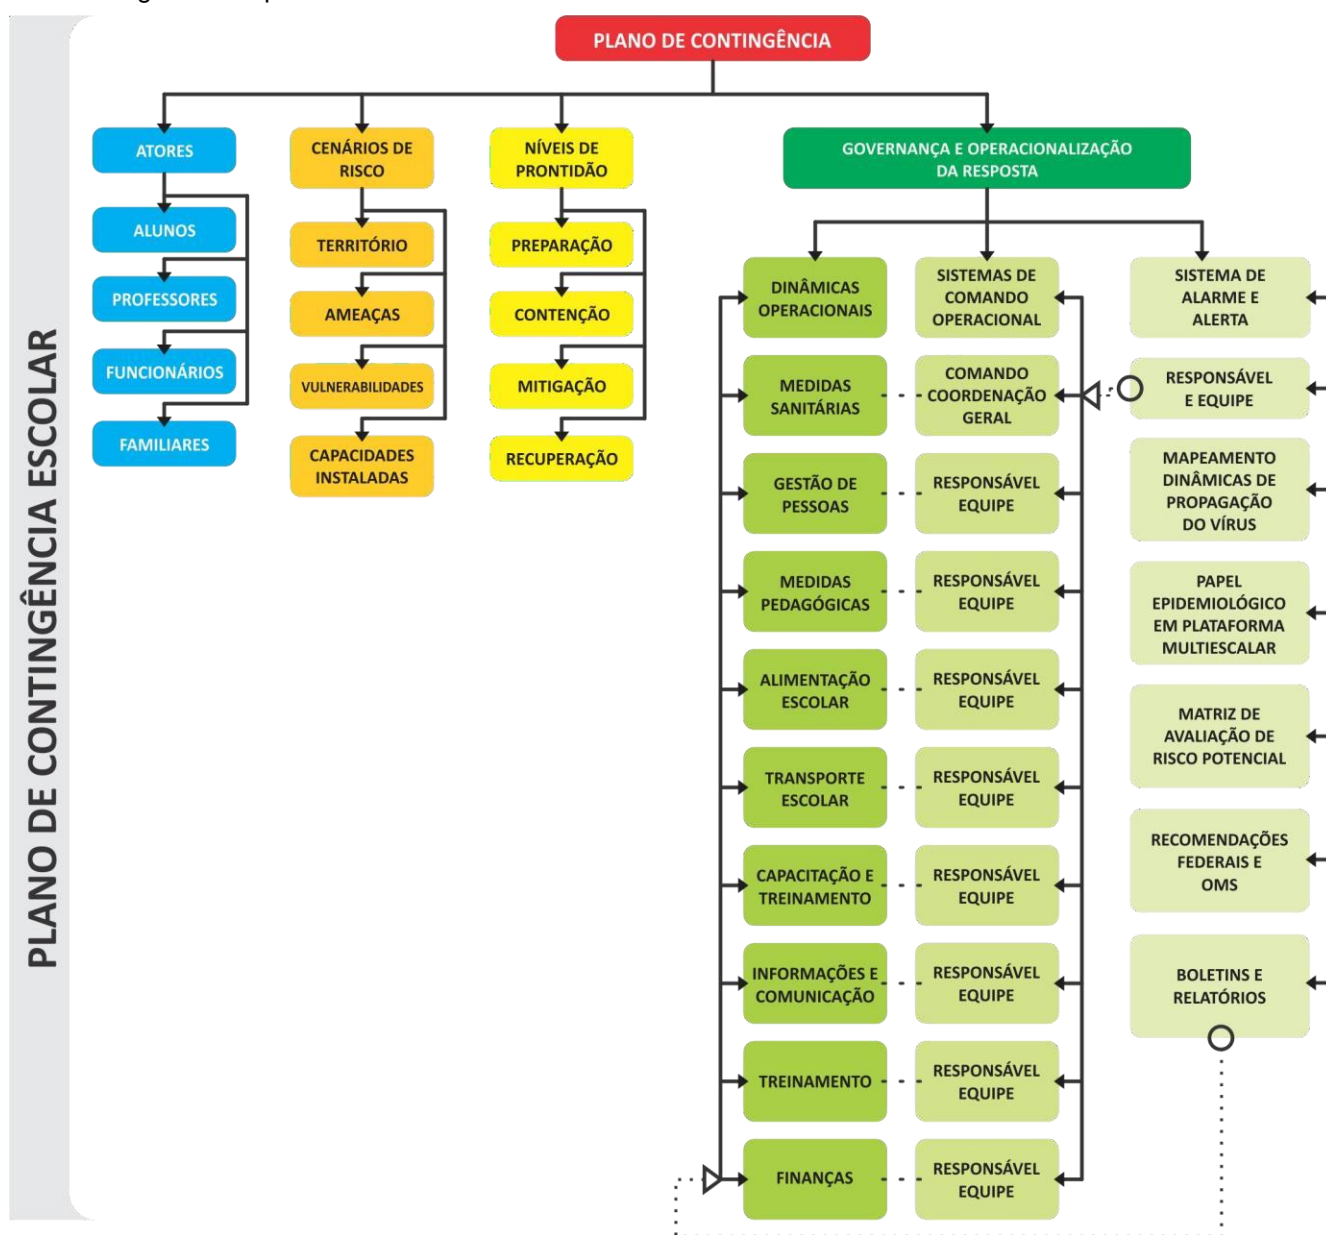 PLANO DE CONTINGÊNCIA ESCOLAR
PLANO DE CONTINGÊNCIA
ATORES
ALUNOS
PROFESSORES
FUNCIONÁRIOS
FAMILIARES
CENÁRIOS DE
RISCO
TERRITÓRIO
AMEAÇAS
VULNERABILIDADES
CAPACIDADES
INSTALADAS
NÍVEIS DE
PRONTIDÃO
PREPARAÇÃO
CONTENÇÃO
MITIGAÇÃO
RECUPERAÇÃO
GOVERNANÇA E OPERACIONALIZAÇÃO
DA RESPOSTA
DINÂMICAS
OPERACIONAIS
MEDIDAS
SANITÁRIAS
GESTÃO DE
PESSOAS
MEDIDAS
PEDAGÓGICAS
ALIMENTAÇÃO
ESCOLAR
TRANSPORTE
ESCOLAR
CAPACITAÇÃO E
TREINAMENTO
INFORMAÇÕES E
COMUNICAÇÃO
TREINAMENTO
FINANÇAS
SISTEMAS DE
COMANDO
OPERACIONAL
COMANDO
COORDENAÇÃO
GERAL
RESPONSÁVEL
EQUIPE
RESPONSÁVEL
EQUIPE
RESPONSÁVEL
EQUIPE
RESPONSÁVEL
EQUIPE
RESPONSÁVEL
EQUIPE
RESPONSÁVEL
EQUIPE
RESPONSÁVEL
EQUIPE
RESPONSÁVEL
EQUIPE
SISTEMA DE
ALARME E
ALERTA
RESPONSÁVEL
E EQUIPE
MAPEAMENTO
DINÂMICAS DE
PROPAGAÇÃO
DO VÍRUS
PAPEL
EPIDEMIOLÓGICO
EM PLATAFORMA
MULTIESCALAR
MATRIZ DE
AVALIAÇÃO DE
RISCO POTENCIAL
RECOMENDAÇÕES
FEDERAIS E
OMS
BOLETINS E
RELATÓRIOS